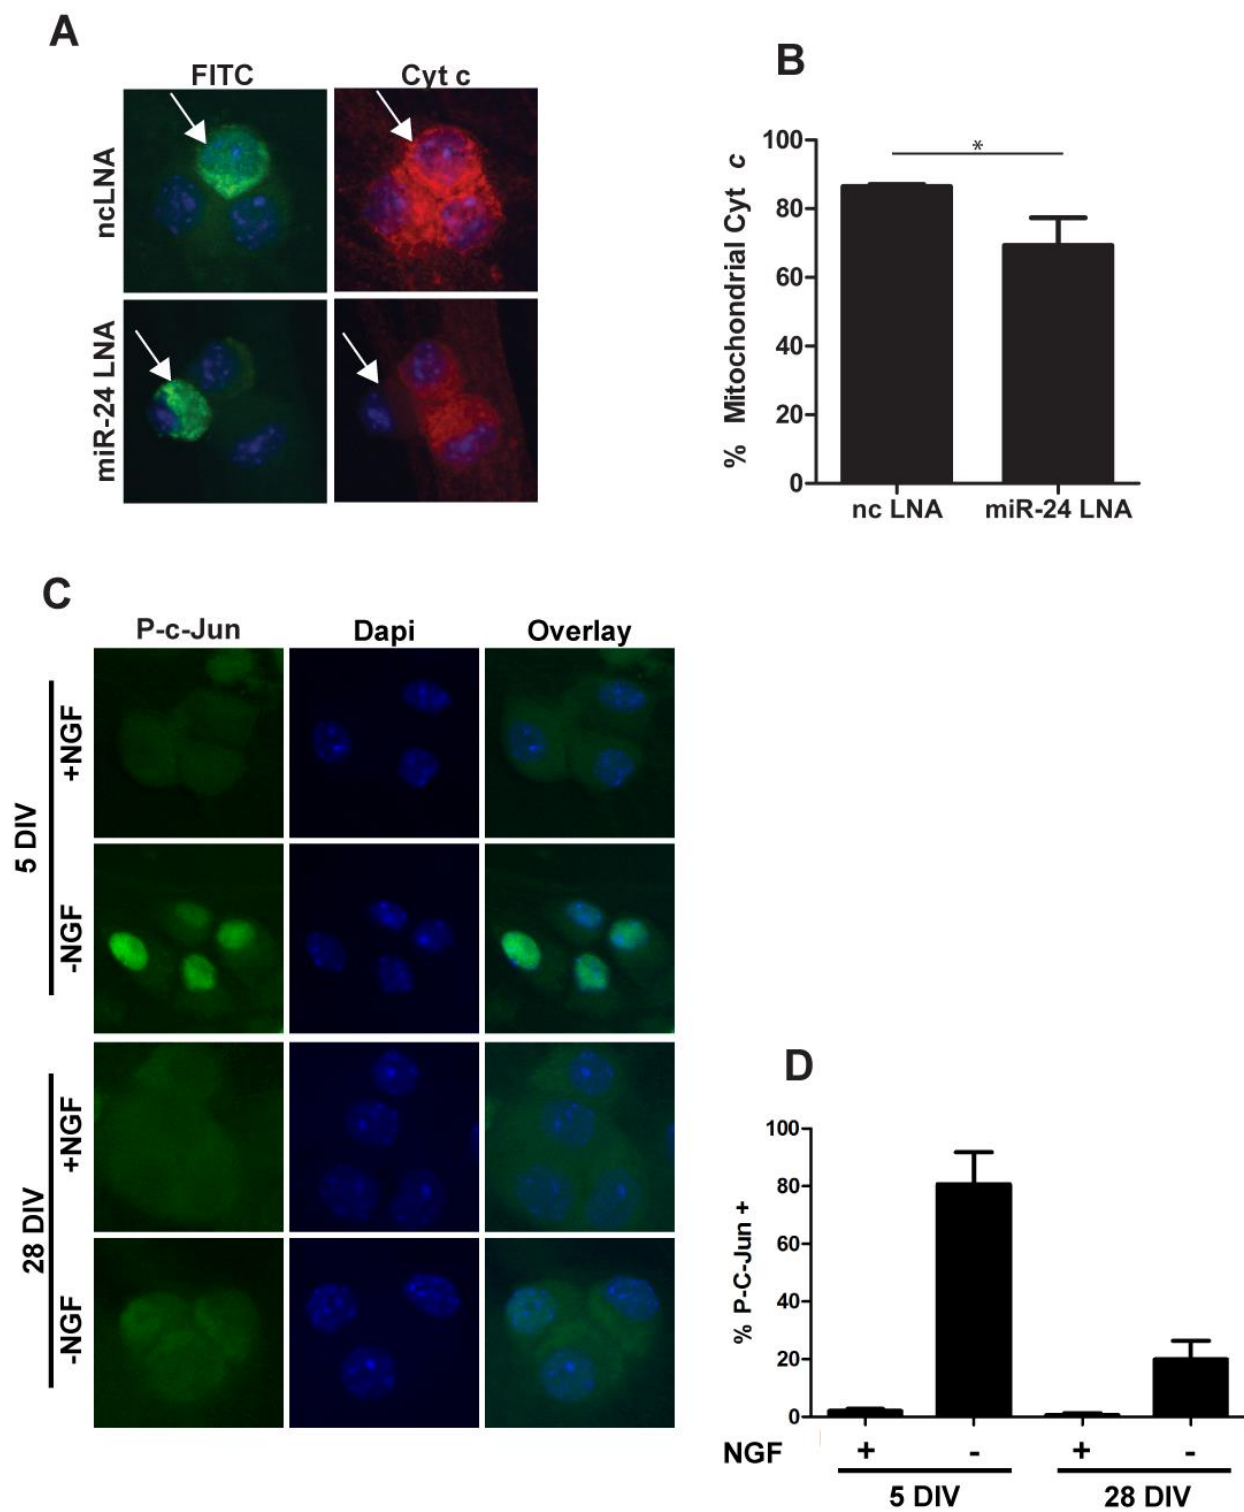 A
FITC
Cyt c
ncLNA
miR-24 LNA
B
% Mitochondrial Cyt c
100
80
60
40
20
0
*
nc LNA
miR-24 LNA
C
P-c-Jun
Dapi
Overlay
5 DIV
+NGF
-NGF
28 DIV
+NGF
-NGF
D
% P-C-Jun +
100
80
60
40
20
0
NGF + - + -
5 DIV
28 DIV